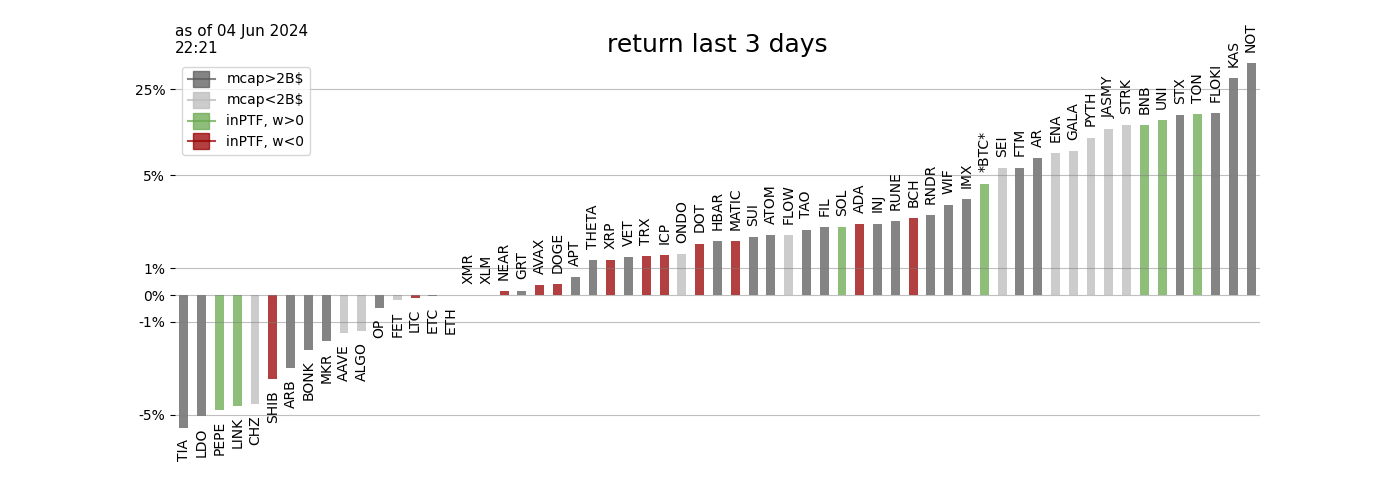 as of 04 Jun 2024
22:21
return last 3 days
mcap>2B$
mcap<2B$
inPTF, w>0
inPTF, w<0
25%
5%
1%
0%
-1%
-5%
TIA
LDO
PEPE
LINK
CHZ
SHIB
ARB
BONK
MKR
AAVE
ALGO
OP
FET
LTC
ETC
ETH
XMR
XLM
NEAR
GRT
AVAX
DOGE
APT
THETA
XRP
VET
TRX
ICP
ONDO
DOT
HBAR
MATIC
SUI
ATOM
FLOW
TAO
FIL
SOL
ADA
INJ
RUNE
BCH
RNDR
WIF
IMX
*BTC*
SEI
FTM
AR
ENA
GALA
PYTH
JASMY
STRK
BNB
UNI
STX
TON
FLOKI
KAS
NOT